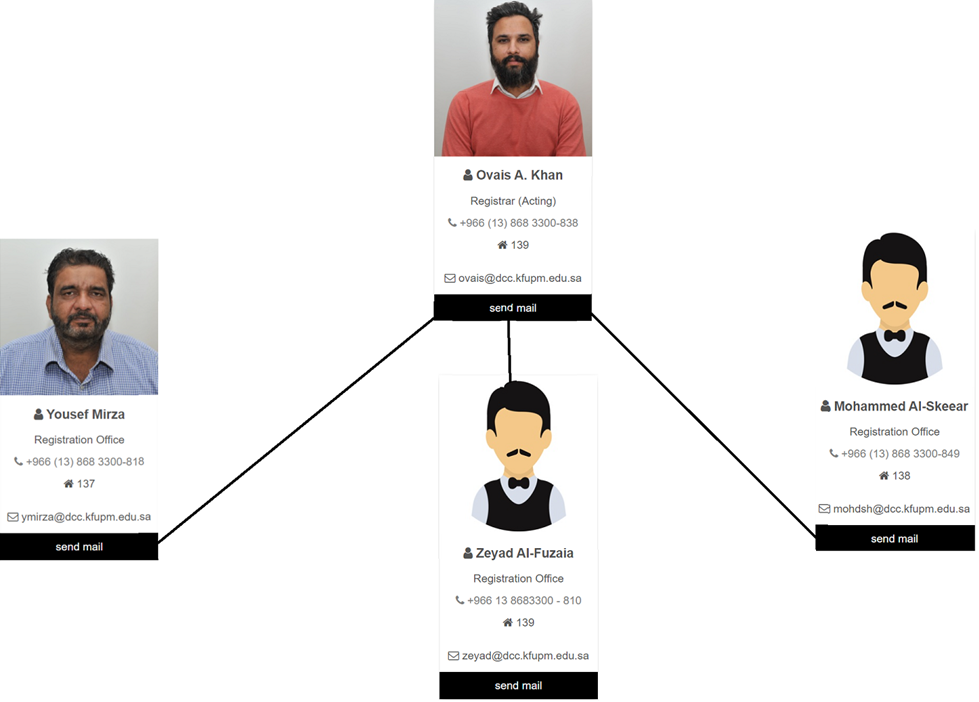 Ovais A. Khan
Registrar (Acting)
+966 (13) 868 3300-838
139
ovais@dcc.kfupm.edu.sa
send mail
Yousef Mirza
Registration Office
+966 (13) 868 3300-818
137
ymirza@dcc.kfupm.edu.sa
send mail
Zeyad Al-Fuzaia
Registration Office
+966 13 8683300 - 810
139
zeyad@dcc.kfupm.edu.sa
send mail
Mohammed Al-Skeear
Registration Office
+966 (13) 868 3300-849
138
mohdsh@dcc.kfupm.edu.sa
send mail